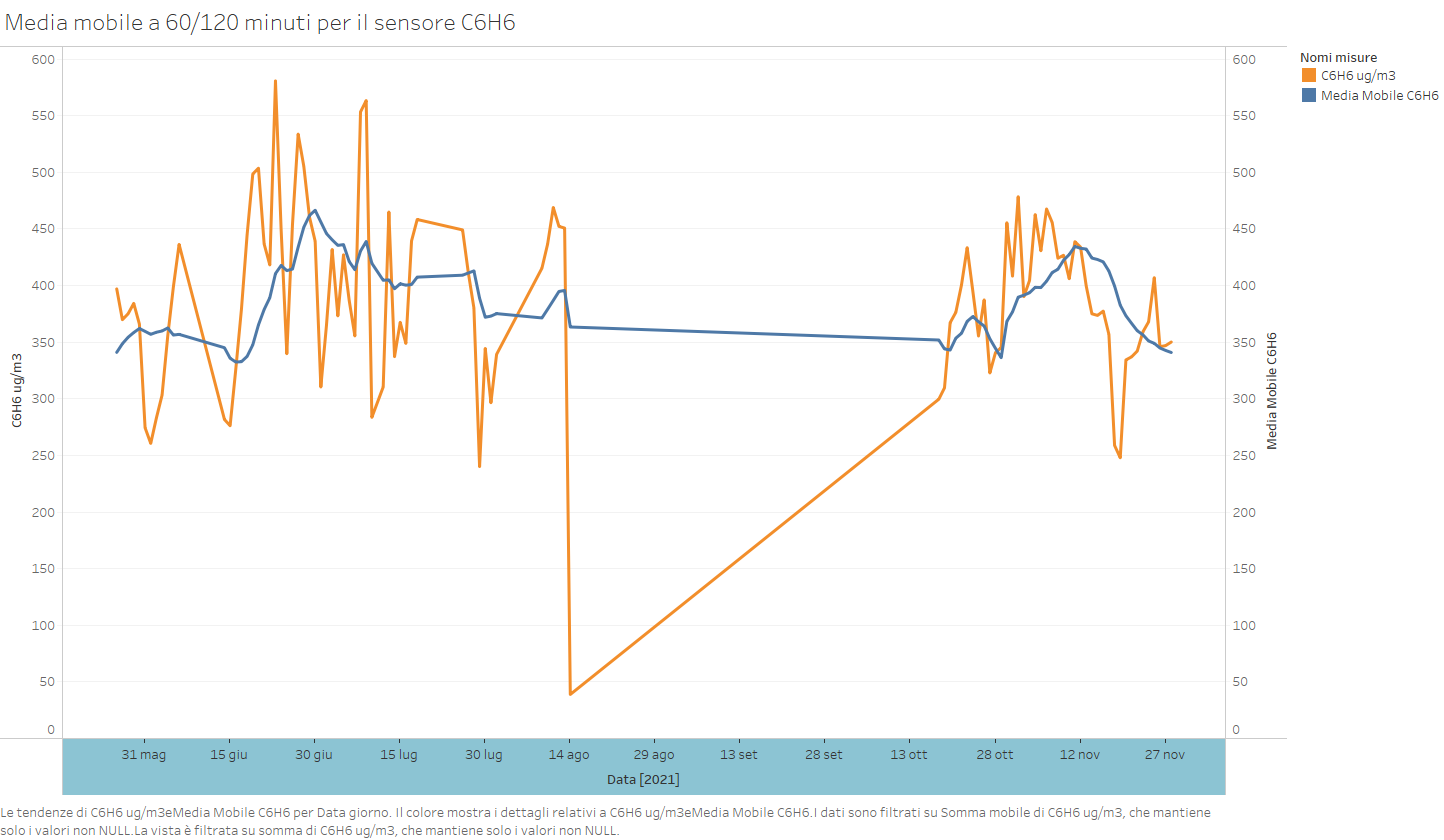 Media mobile a 60/120 minuti per il sensore C6H6
Nomi misure
C6H6 ug/m3
Media Mobile C6H6
600
550
500
450
400
350
300
250
200
150
100
50
0
C6H6 ug/m3
600
550
500
450
400
350
300
250
200
150
100
50
0
Media Mobile C6H6
31 mag 15 giu 30 giu 15 lug 30 lug 14 ago 29 ago 13 set 28 set 13 ott 28 ott 12 nov 27 nov
Data [2021]
Le tendenze di C6H6 ug/m3eMedia Mobile C6H6 per Data giorno. Il colore mostra i dettagli relativi a C6H6 ug/m3eMedia Mobile C6H6.I dati sono filtrati su Somma mobile di C6H6 ug/m3, che mantiene
solo i valori non NULL.La vista è filtrata su somma di C6H6 ug/m3, che mantiene solo i valori non NULL.